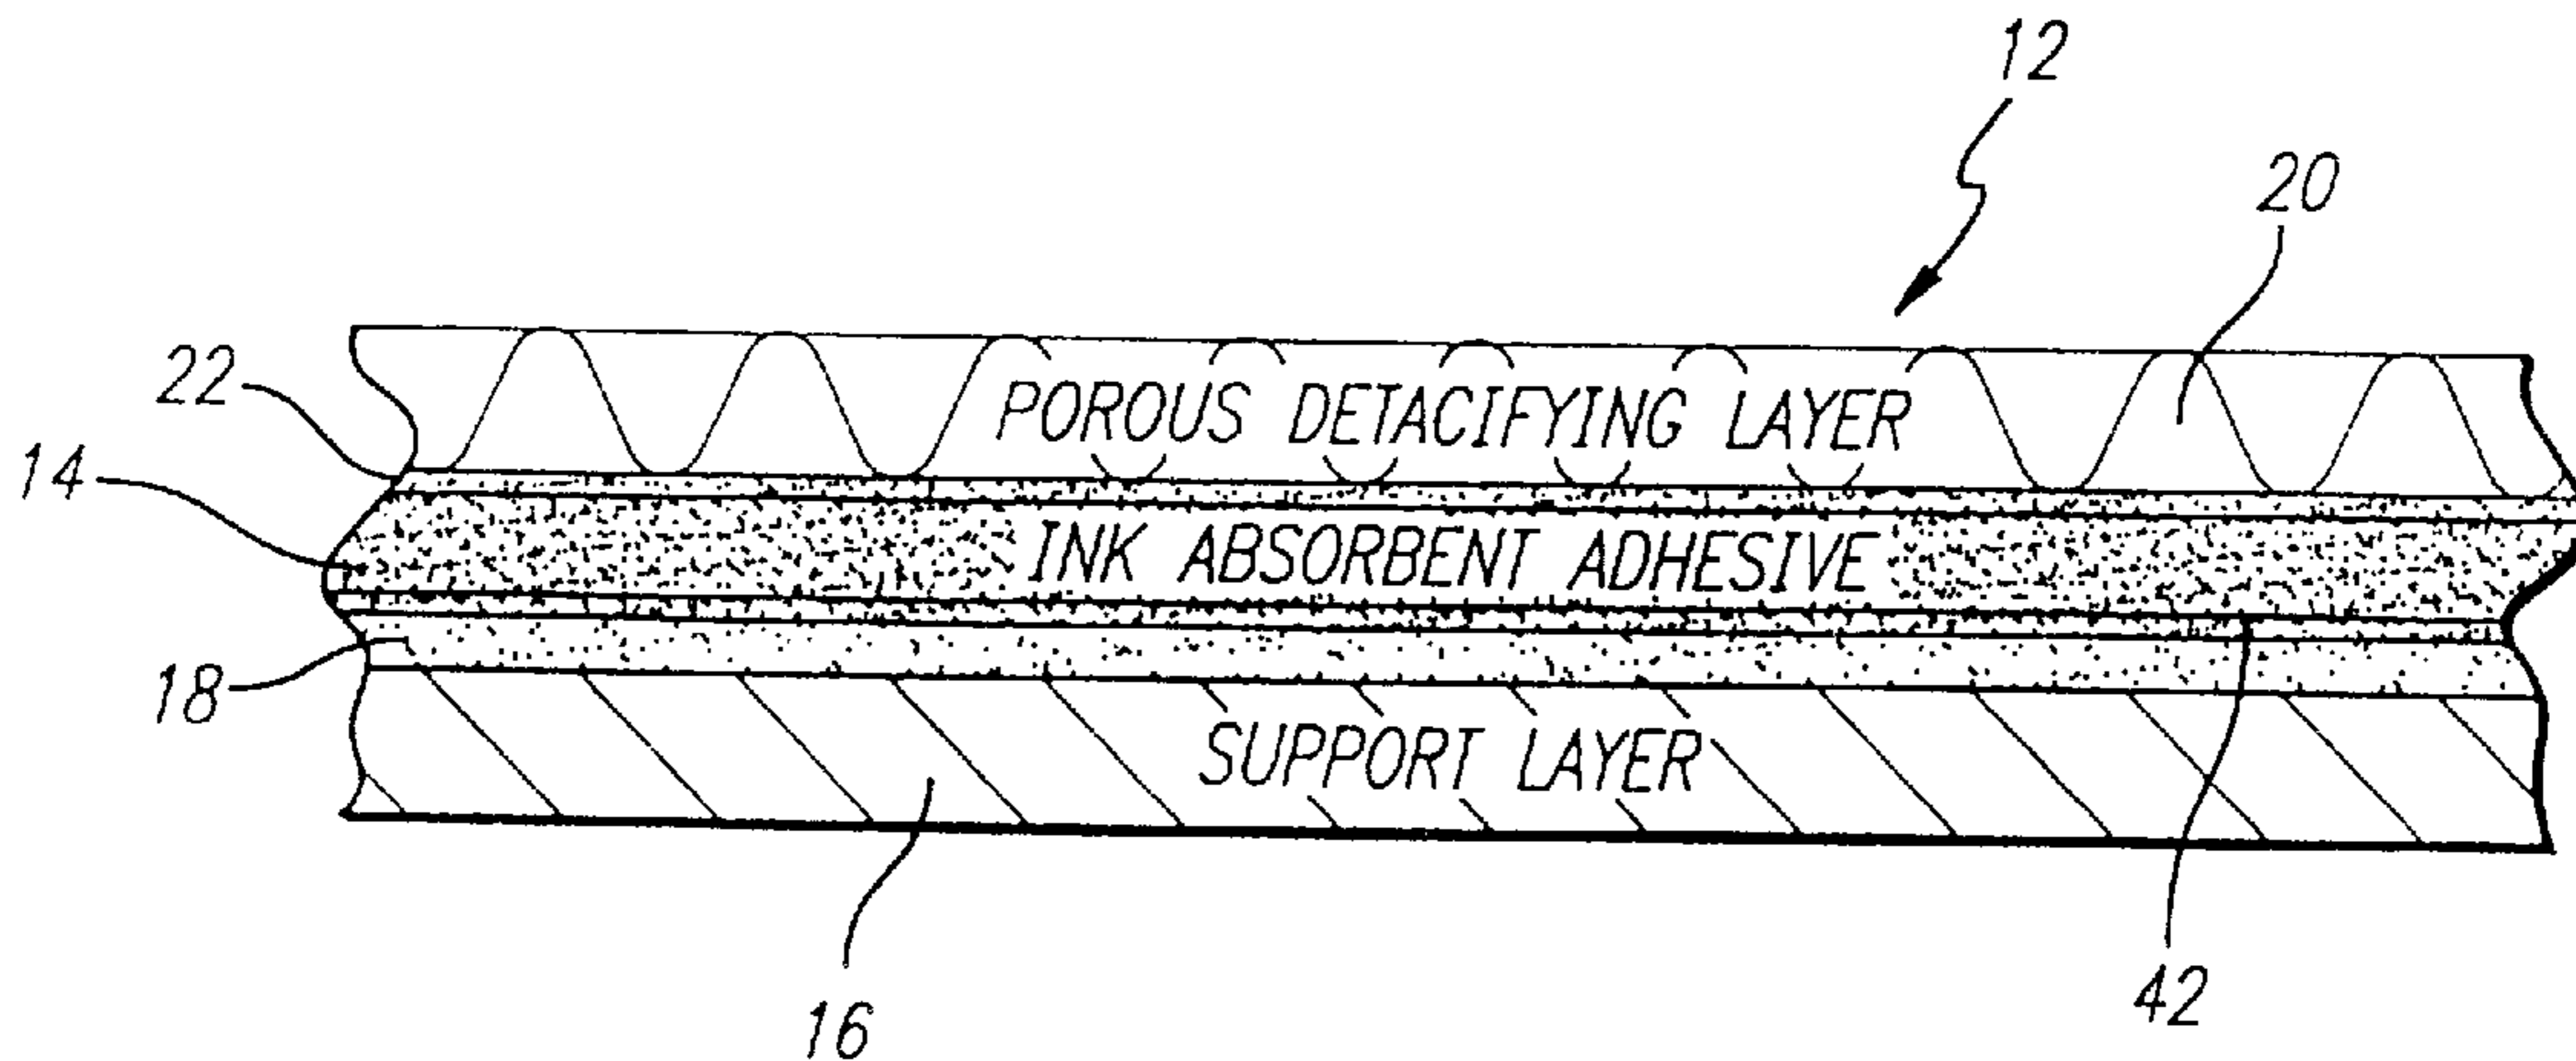 12
20
22
POROUS DETACIFYING LAYER
14
INK ABSORBENT ADHESIVE
18
SUPPORT LAYER
16
42